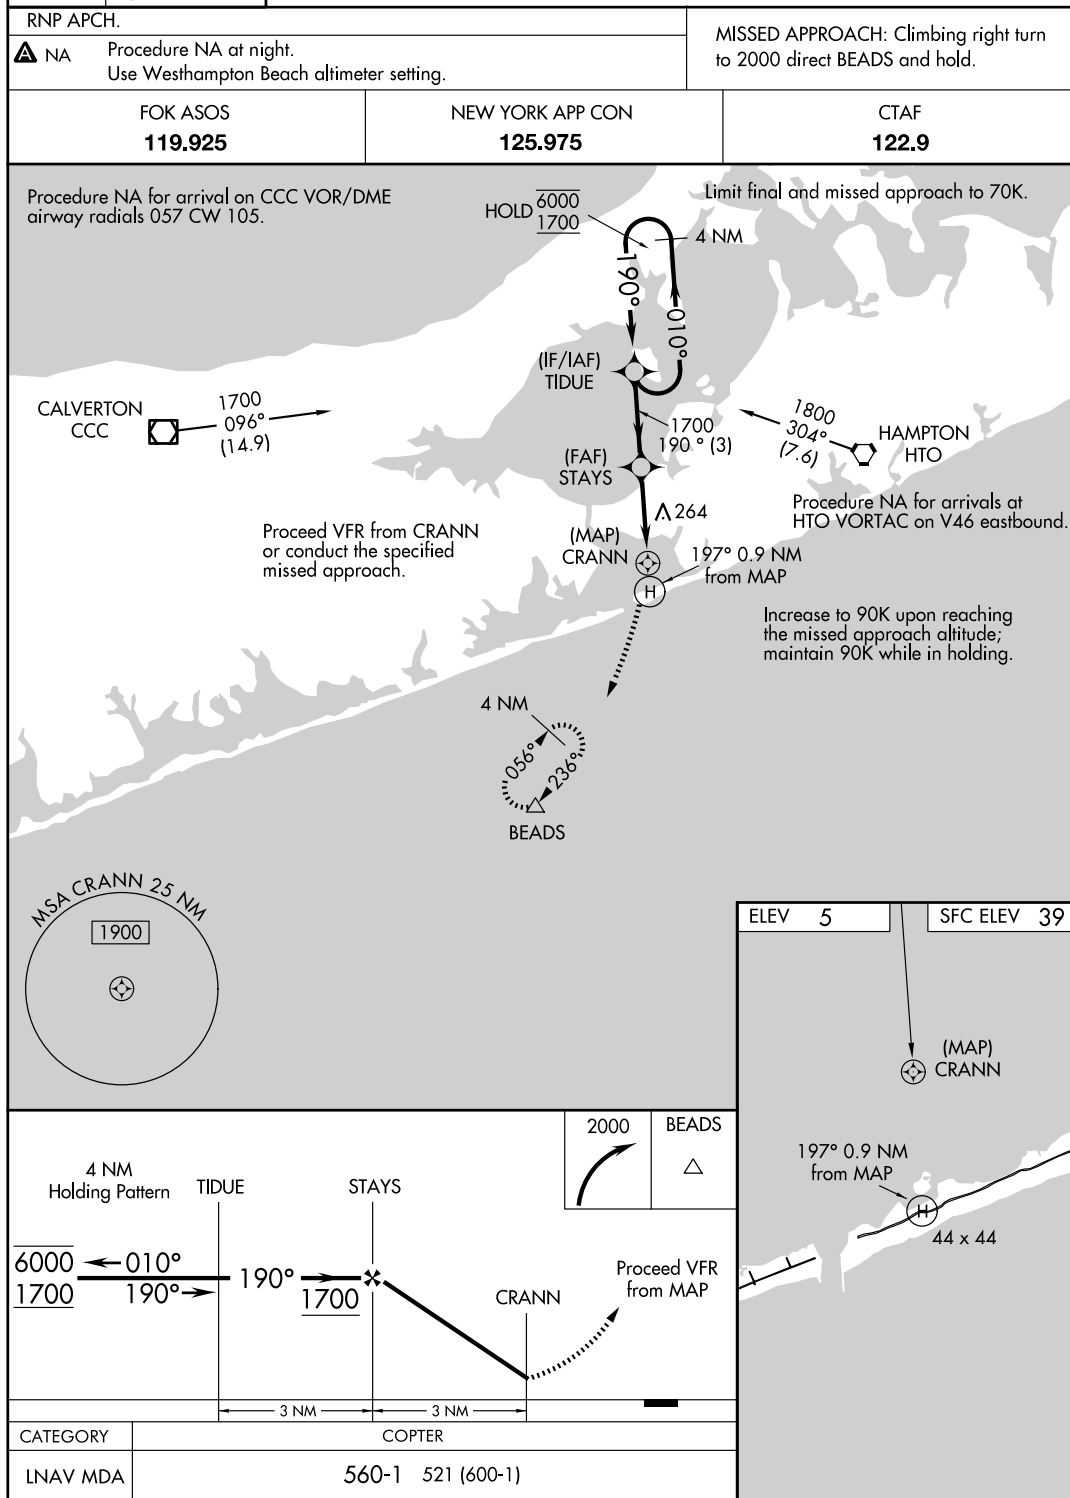 RNP APCH.
A NA
Procedure NA at night.
Use Westhampton Beach altimeter setting.
MISSED APPROACH: Climbing right turn
to 2000 direct BEADS and hold.
FOK ASOS
119.925
NEW YORK APP CON
125.975
CTAF
122.9
Procedure NA for arrival on CCC VOR/DME
airway radials 057 CW 105.
HOLD
6000
1700
Limit final and missed approach to 70K.
4 NM
190°
010°
(IF/IAF)
TIDUE
CALVERTON
CCC
1700
096°
(14.9)
1700
190 ° (3)
1800
304°
(7.6)
HAMPTON
HTO
(FAF)
STAYS
264
Procedure NA for arrivals at
HTO VORTAC on V46 eastbound.
Proceed VFR from CRANN
or conduct the specified
missed approach.
(MAP)
CRANN
197° 0.9 NM
from MAP
H
Increase to 90K upon reaching
the missed approach altitude;
maintain 90K while in holding.
4 NM
056°
236°
BEADS
MSA CRANN 25 NM
1900
ELEV 5
SFC ELEV 39
(MAP)
CRANN
197° 0.9 NM
from MAP
H
44 x 44
2000
BEADS
4 NM
Holding Pattern
TIDUE
STAYS
6000
1700
010°
190°
190°
1700
CRANN
Proceed VFR
from MAP
3 NM
3 NM
CATEGORY
COPTER
LNAV MDA
560-1 521 (600-1)